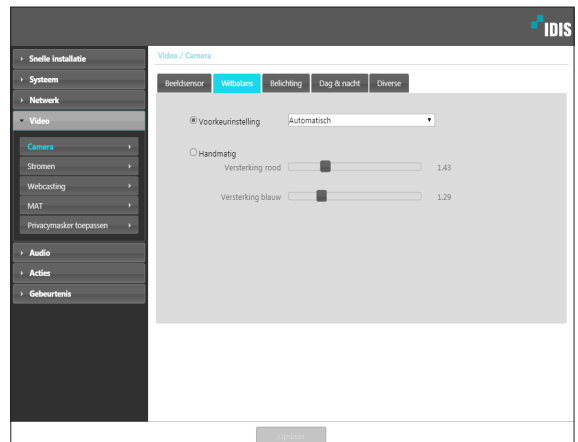 IDIS
Snelle installatie
Systeem
Netwerk
Video
Camera
Stromen
Webcasting
MAT
Privacymasker toepassen
Audio
Acties
Gebeurtenis
Video / Camera
Beeldsensor Witbalans Belichting Dag & nacht Diverse
Voorkeurinstelling Automatisch
Handmatig
Versterking rood 1.43
Versterking blauw 1.29
Opslaan